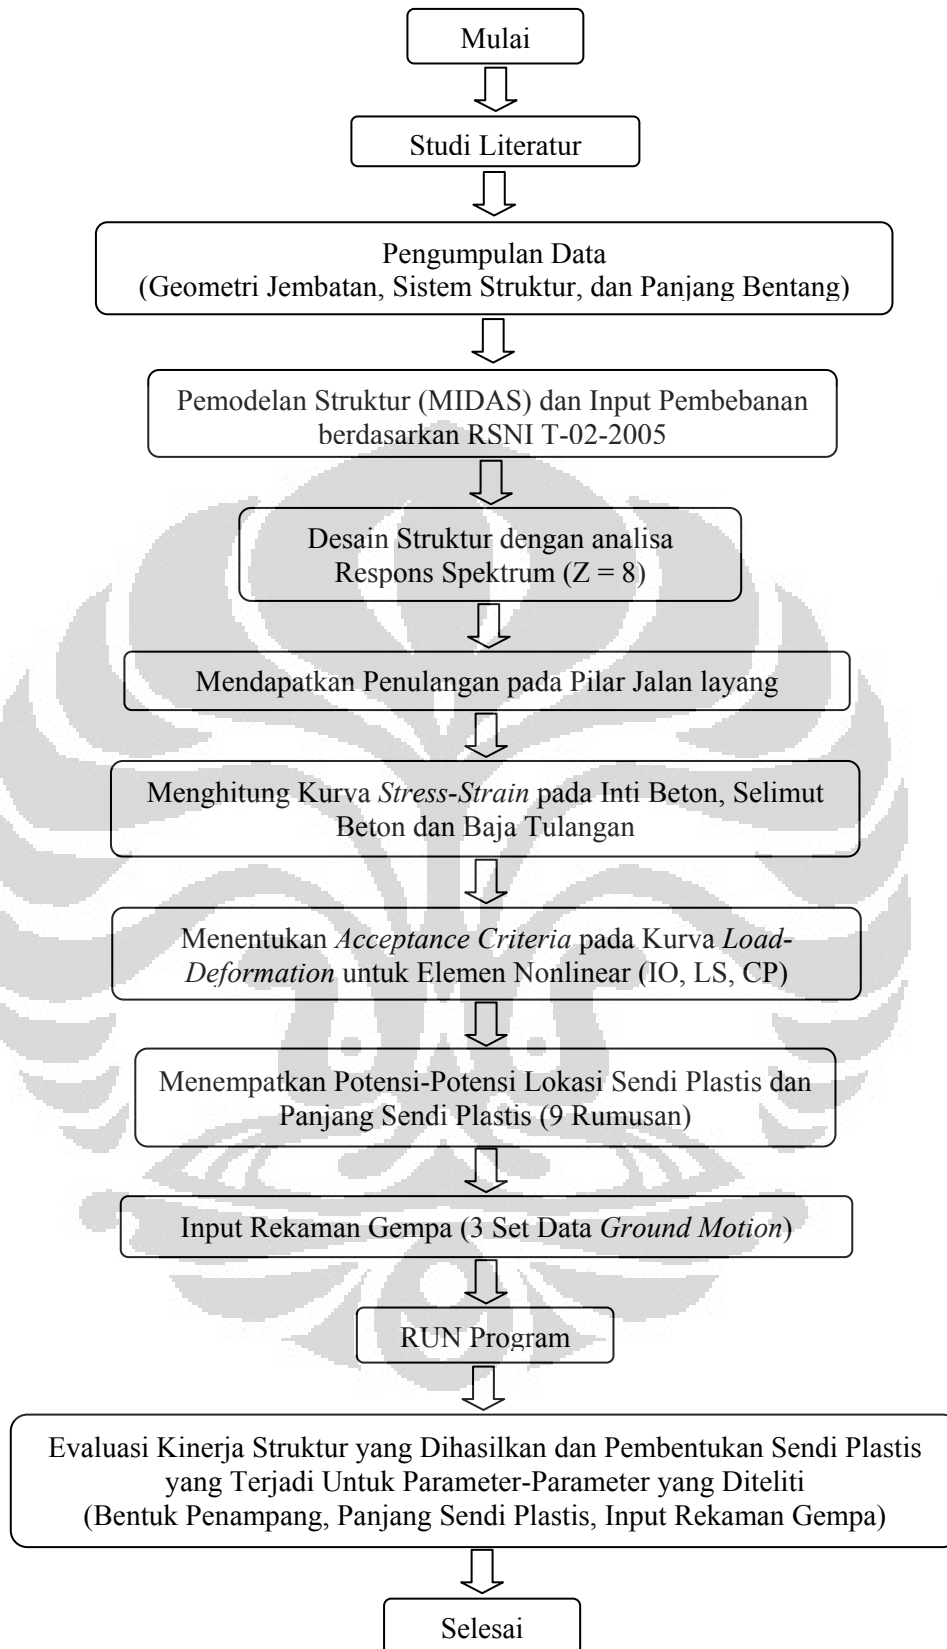 Mulai
Studi Literatur
Pengumpulan Data
(Geometri Jembatan, Sistem Struktur, dan Panjang Bentang)
Pemodelan Struktur (MIDAS) dan Input Pembebanan
berdasarkan RSNI T-02-2005
Desain Struktur dengan analisa
Respons Spektrum (Z = 8)
Mendapatkan Penulangan pada Pilar Jalan layang
Menghitung Kurva Stress-Strain pada Inti Beton, Selimut
Beton dan Baja Tulangan
Menentukan Acceptance Criteria pada Kurva Load-
Deformation untuk Elemen Nonlinear (IO, LS, CP)
Menempatkan Potensi-Potensi Lokasi Sendi Plastis dan
Panjang Sendi Plastis (9 Rumusan)
Input Rekaman Gempa (3 Set Data Ground Motion)
RUN Program
Evaluasi Kinerja Struktur yang Dihasilkan dan Pembentukan Sendi Plastis
yang Terjadi Untuk Parameter-Parameter yang Diteliti
(Bentuk Penampang, Panjang Sendi Plastis, Input Rekaman Gempa)
Selesai